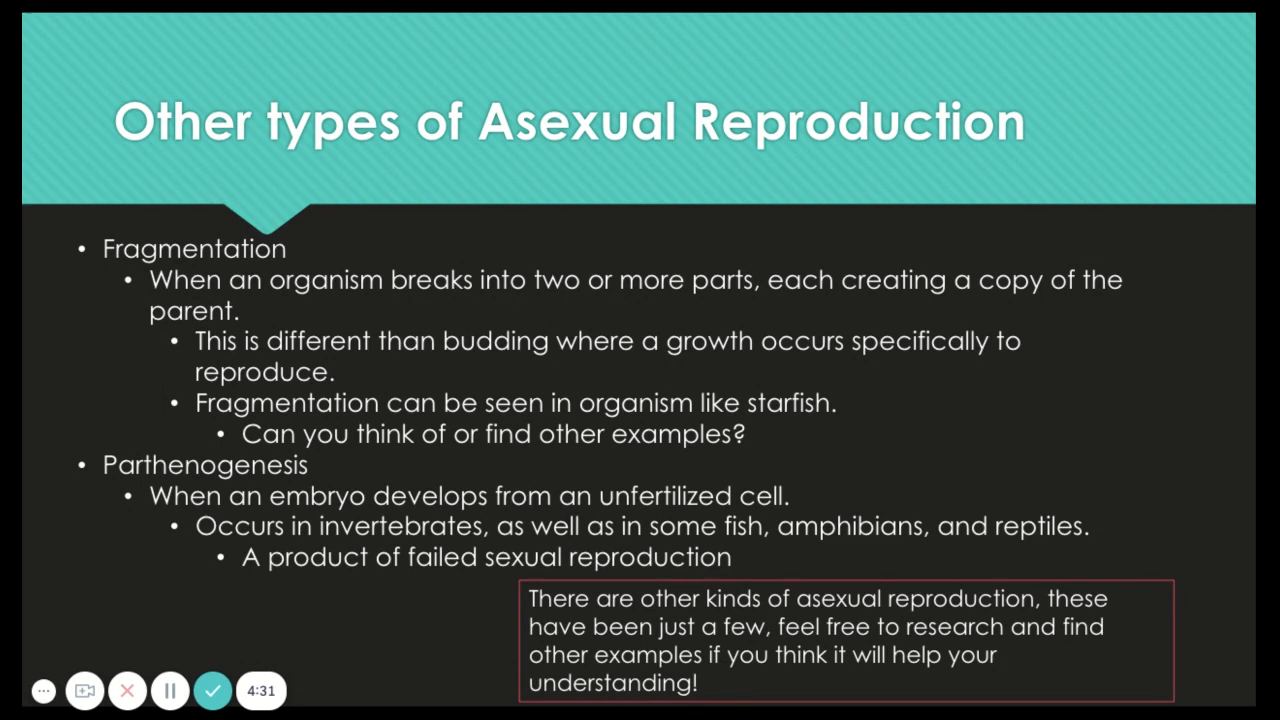 Other types of Asexual Reproduction
• Fragmentation
• When an organism breaks into two or more parts, each creating a copy of the
parent.
• This is different than budding where a growth occurs specifically to
reproduce.
• Fragmentation can be seen in organism like starfish.
• Can you think of or find other examples?
• Parthenogenesis
• When an embryo develops from an unfertilized cell.
• Occurs in invertebrates, as well as in some fish, amphibians, and reptiles.
• A product of failed sexual reproduction
There are other kinds of asexual reproduction, these
have been just a few, feel free to research and find
other examples if you think it will help your
understanding!
4:31